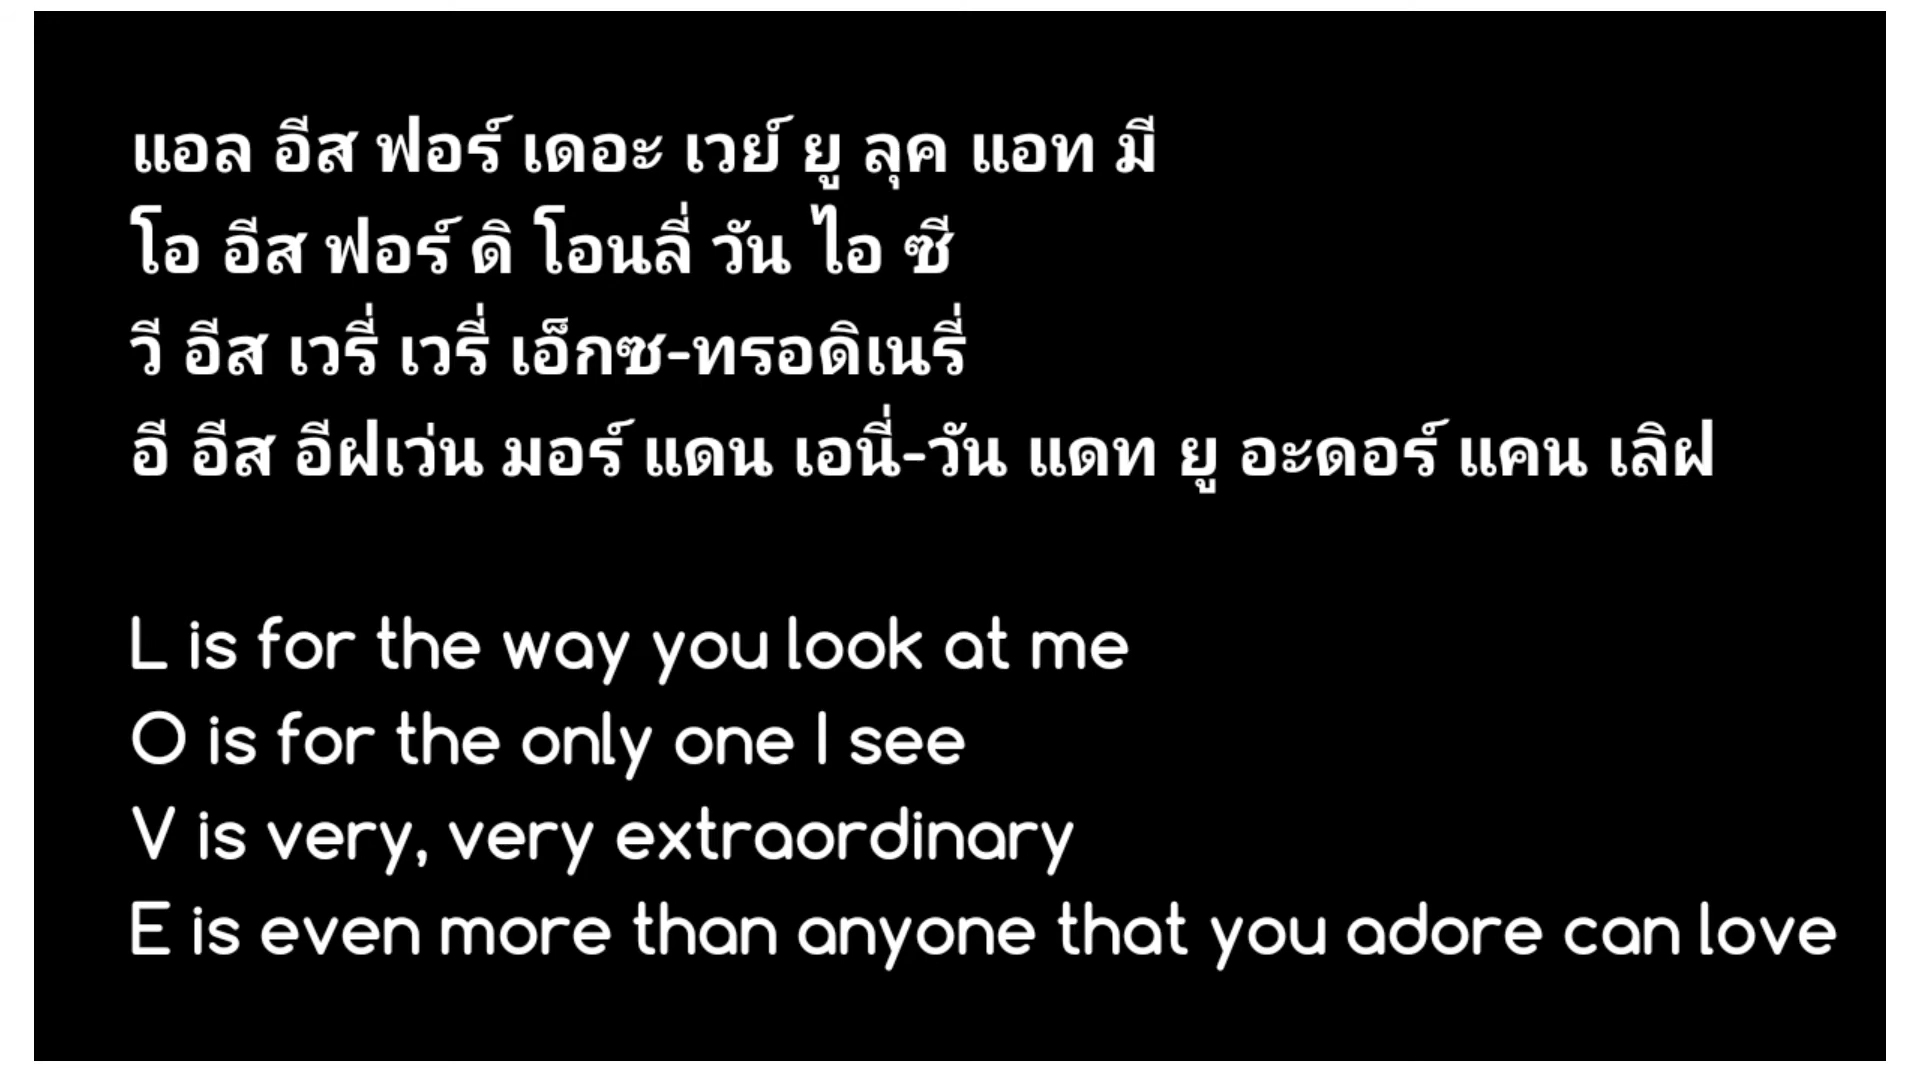 แอล อีส ฟอร์ เดอะ เวย์ ยู ลุค แอท มี
โอ อีส ฟอร์ ดิ โอนลี่ วัน ไอ ซี
วี อีส เวรี่ เวรี่ เอ็กซ-ทรอดิเนรี่
อี อีส อีฝเว่น มอร์ แดน เอนี่-วัน แดท ยู อะดอร์ แคน เลิฝ
L is for the way you look at me
O is for the only one I see
V is very, very extraordinary
E is even more than anyone that you adore can love